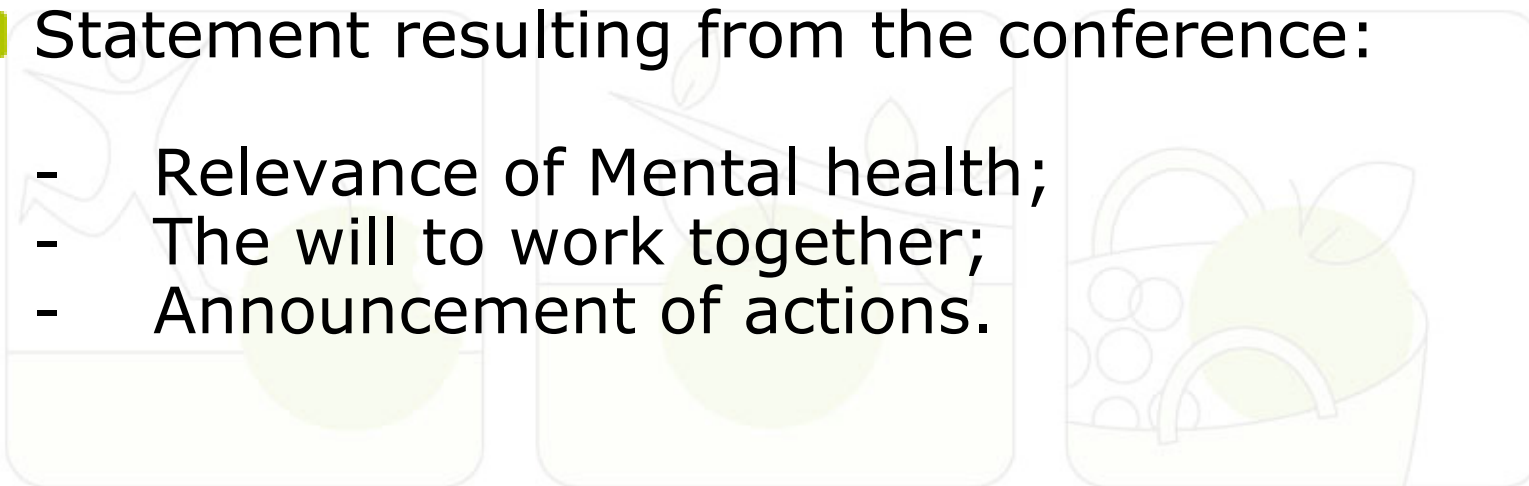 Statement resulting from the conference:
- Relevance of Mental health;
- The will to work together;
- Announcement of actions.